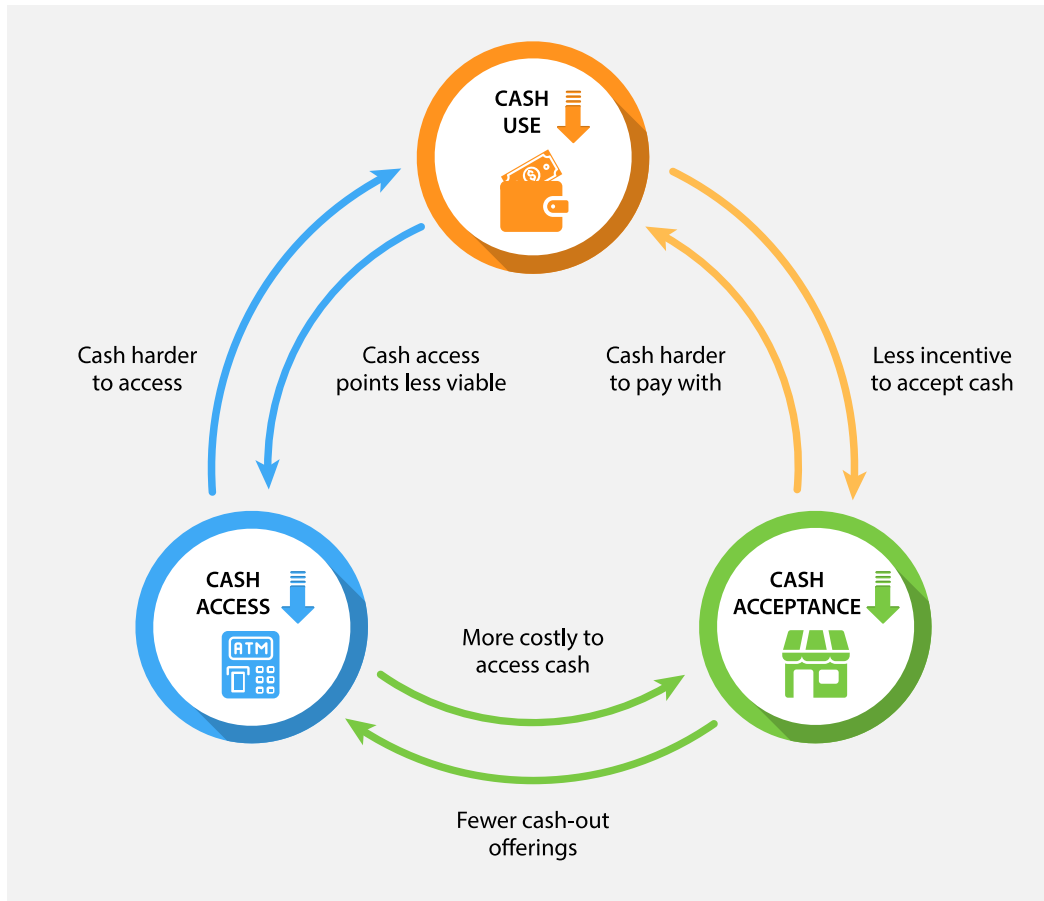 CASH
USE
$
Cash harder
to access
Cash access
points less viable
Cash harder
to pay with
Less incentive
to accept cash
CASH
ACCESS
ATM
CASH
ACCEPTANCE
More costly to
access cash
Fewer cash-out
offerings